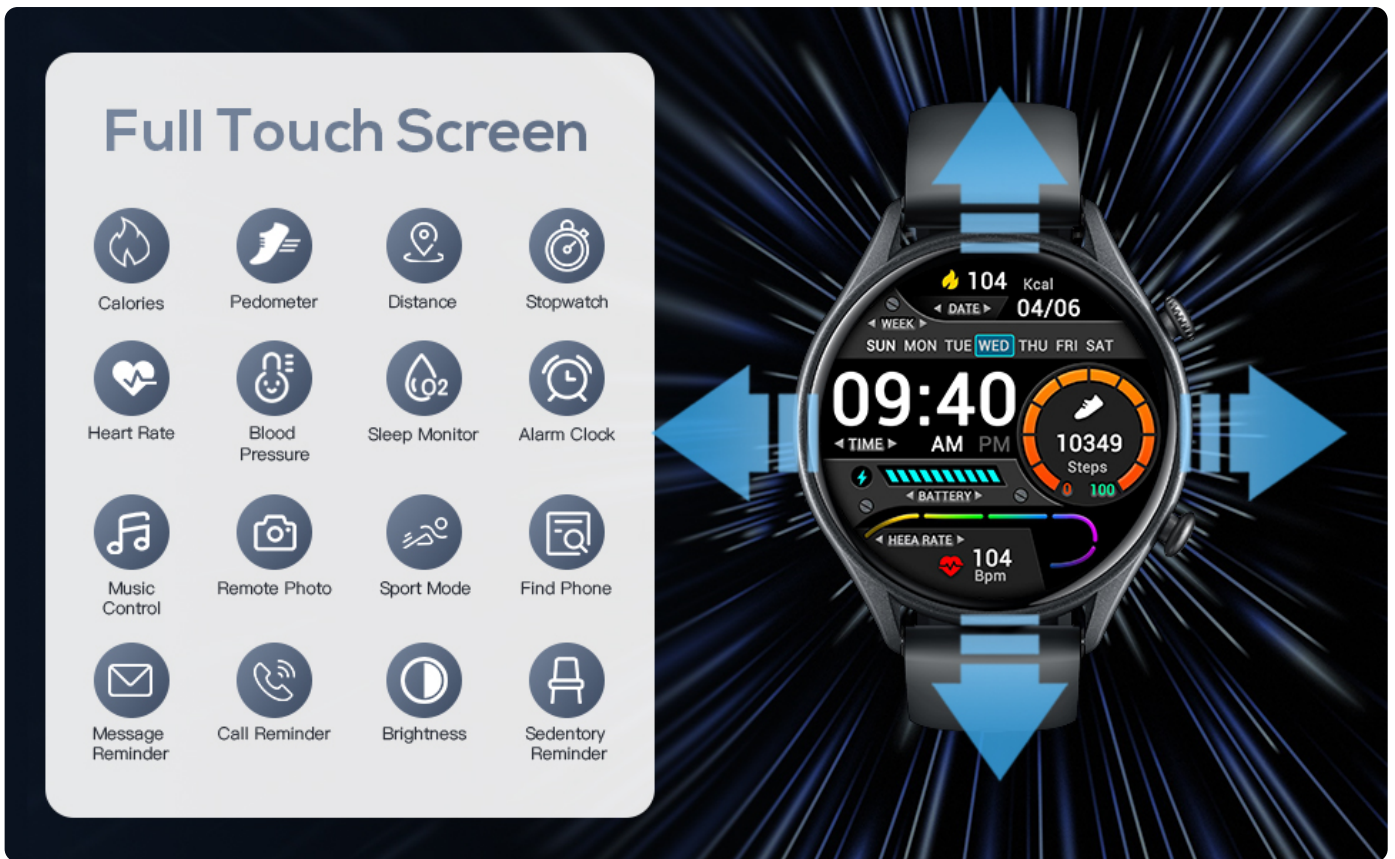 Full Touch Screen
Calories
Pedometer
Distance
Stopwatch
Heart Rate
Blood
Pressure
O2
Sleep Monitor
Alarm Clock
Music
Control
Remote Photo
Sport Mode
Find Phone
Message
Reminder
Call Reminder
Brightness
Sedentory
Reminder
104 Kcal
DATE 04/06
WEEK
SUN MON TUE WED THU FRI SAT
09:40
TIME AM PM
10349
Steps
0 100
BATTERY
HEEA RATE
104
Bpm